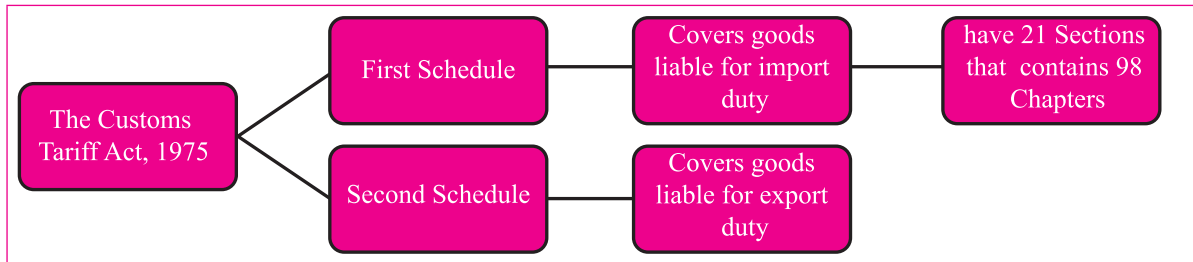 The Customs
Tariff Act, 1975
First Schedule
Covers goods
liable for import
duty
have 21 Sections
that contains 98
Chapters
Second Schedule
Covers goods
liable for export
duty